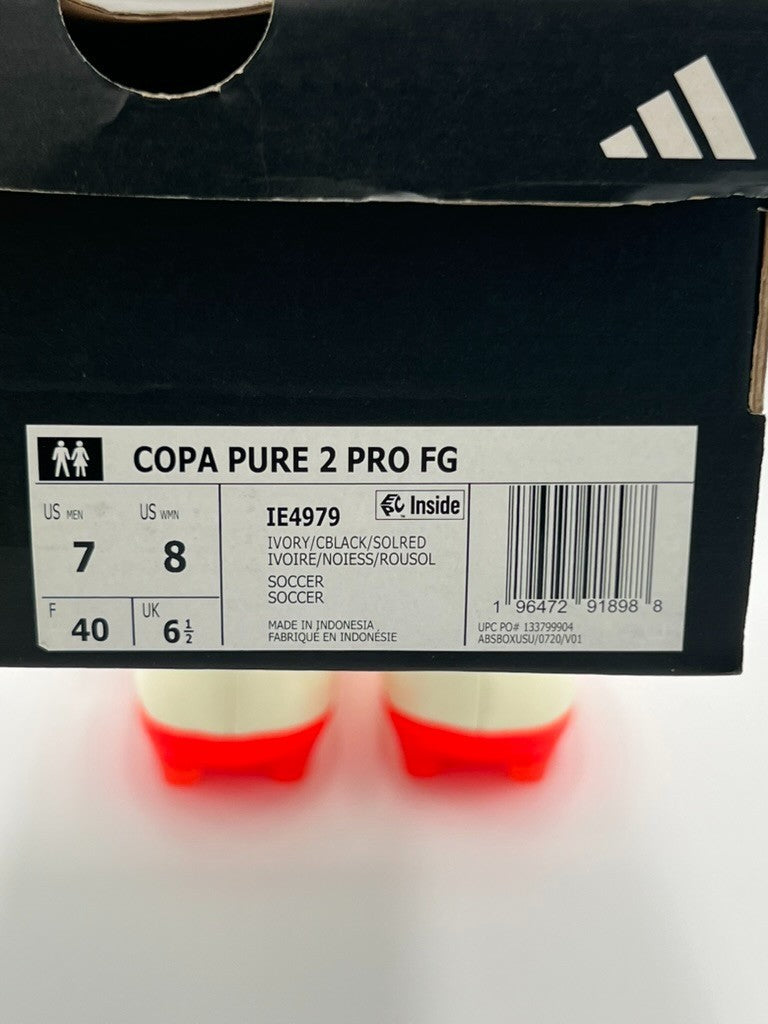 COPA PURE 2 PRO FG
US MEN
7
US WMN
8
F
40
UK
6½
IE4979
Inside
IVORY/CBLACK/SOLRED
IVOIRE/NOIESS/ROUSOL
SOCCER
SOCCER
MADE IN INDONESIA
FABRIQUE EN INDONÉSIE
1 96472 91898 8
UPC PO# 133799904
ABSBOXUSU/0720/V01